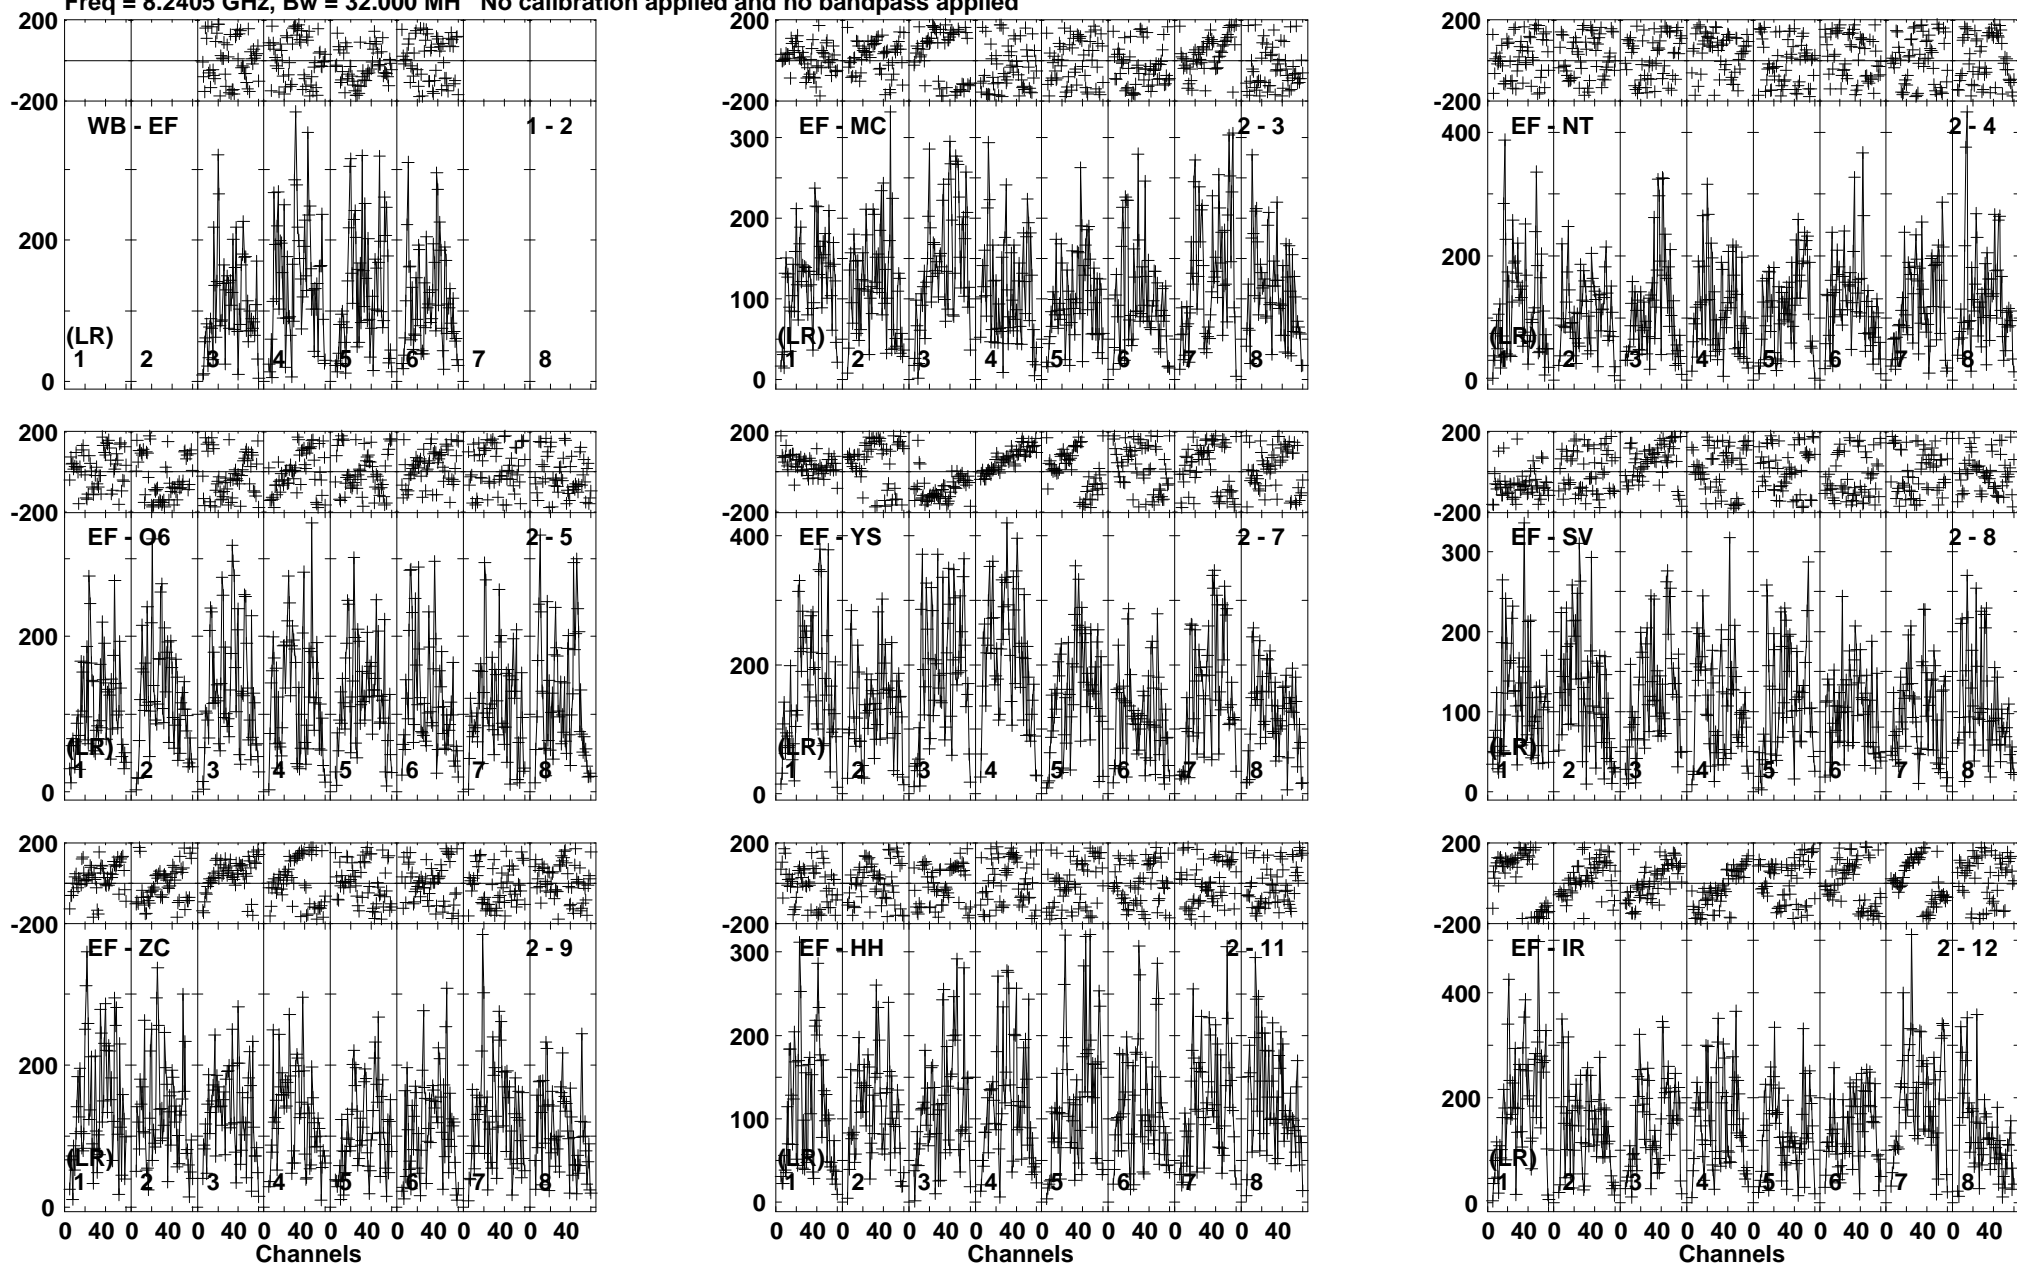 Freq = 8.2405 GHz, Bw = 32.000 MH No calibration applied and no bandpass applied
200
-200
WB - EF 1 - 2
200
0
(LR)
1 2 3 4 5 6 7 8
200
-200
EF - MC 2 - 3
300
200
100
0
(LR)
1 2 3 4 5 6 7 8
200
-200
EF - NT 2 - 4
400
200
0
(LR)
1 2 3 4 5 6 7 8
200
-200
EF - O6 2 - 5
200
0
(LR)
1 2 3 4 5 6 7 8
200
-200
EF - YS 2 - 7
400
200
0
(LR)
1 2 3 4 5 6 7 8
200
-200
EF - SV 2 - 8
300
200
100
0
(LR)
1 2 3 4 5 6 7 8
200
-200
EF - ZC 2 - 9
200
0
(LR)
1 2 3 4 5 6 7 8
0 40 0 40 0 40 0 40 0 40 0 40 0 40 0 40
Channels
200
-200
EF - HH 2 - 11
300
200
100
0
(LR)
1 2 3 4 5 6 7 8
0 40 0 40 0 40 0 40 0 40 0 40 0 40 0 40
Channels
200
-200
EF - IR 2 - 12
400
200
0
(LR)
1 2 3 4 5 6 7 8
0 40 0 40 0 40 0 40 0 40 0 40 0 40 0 40
Channels